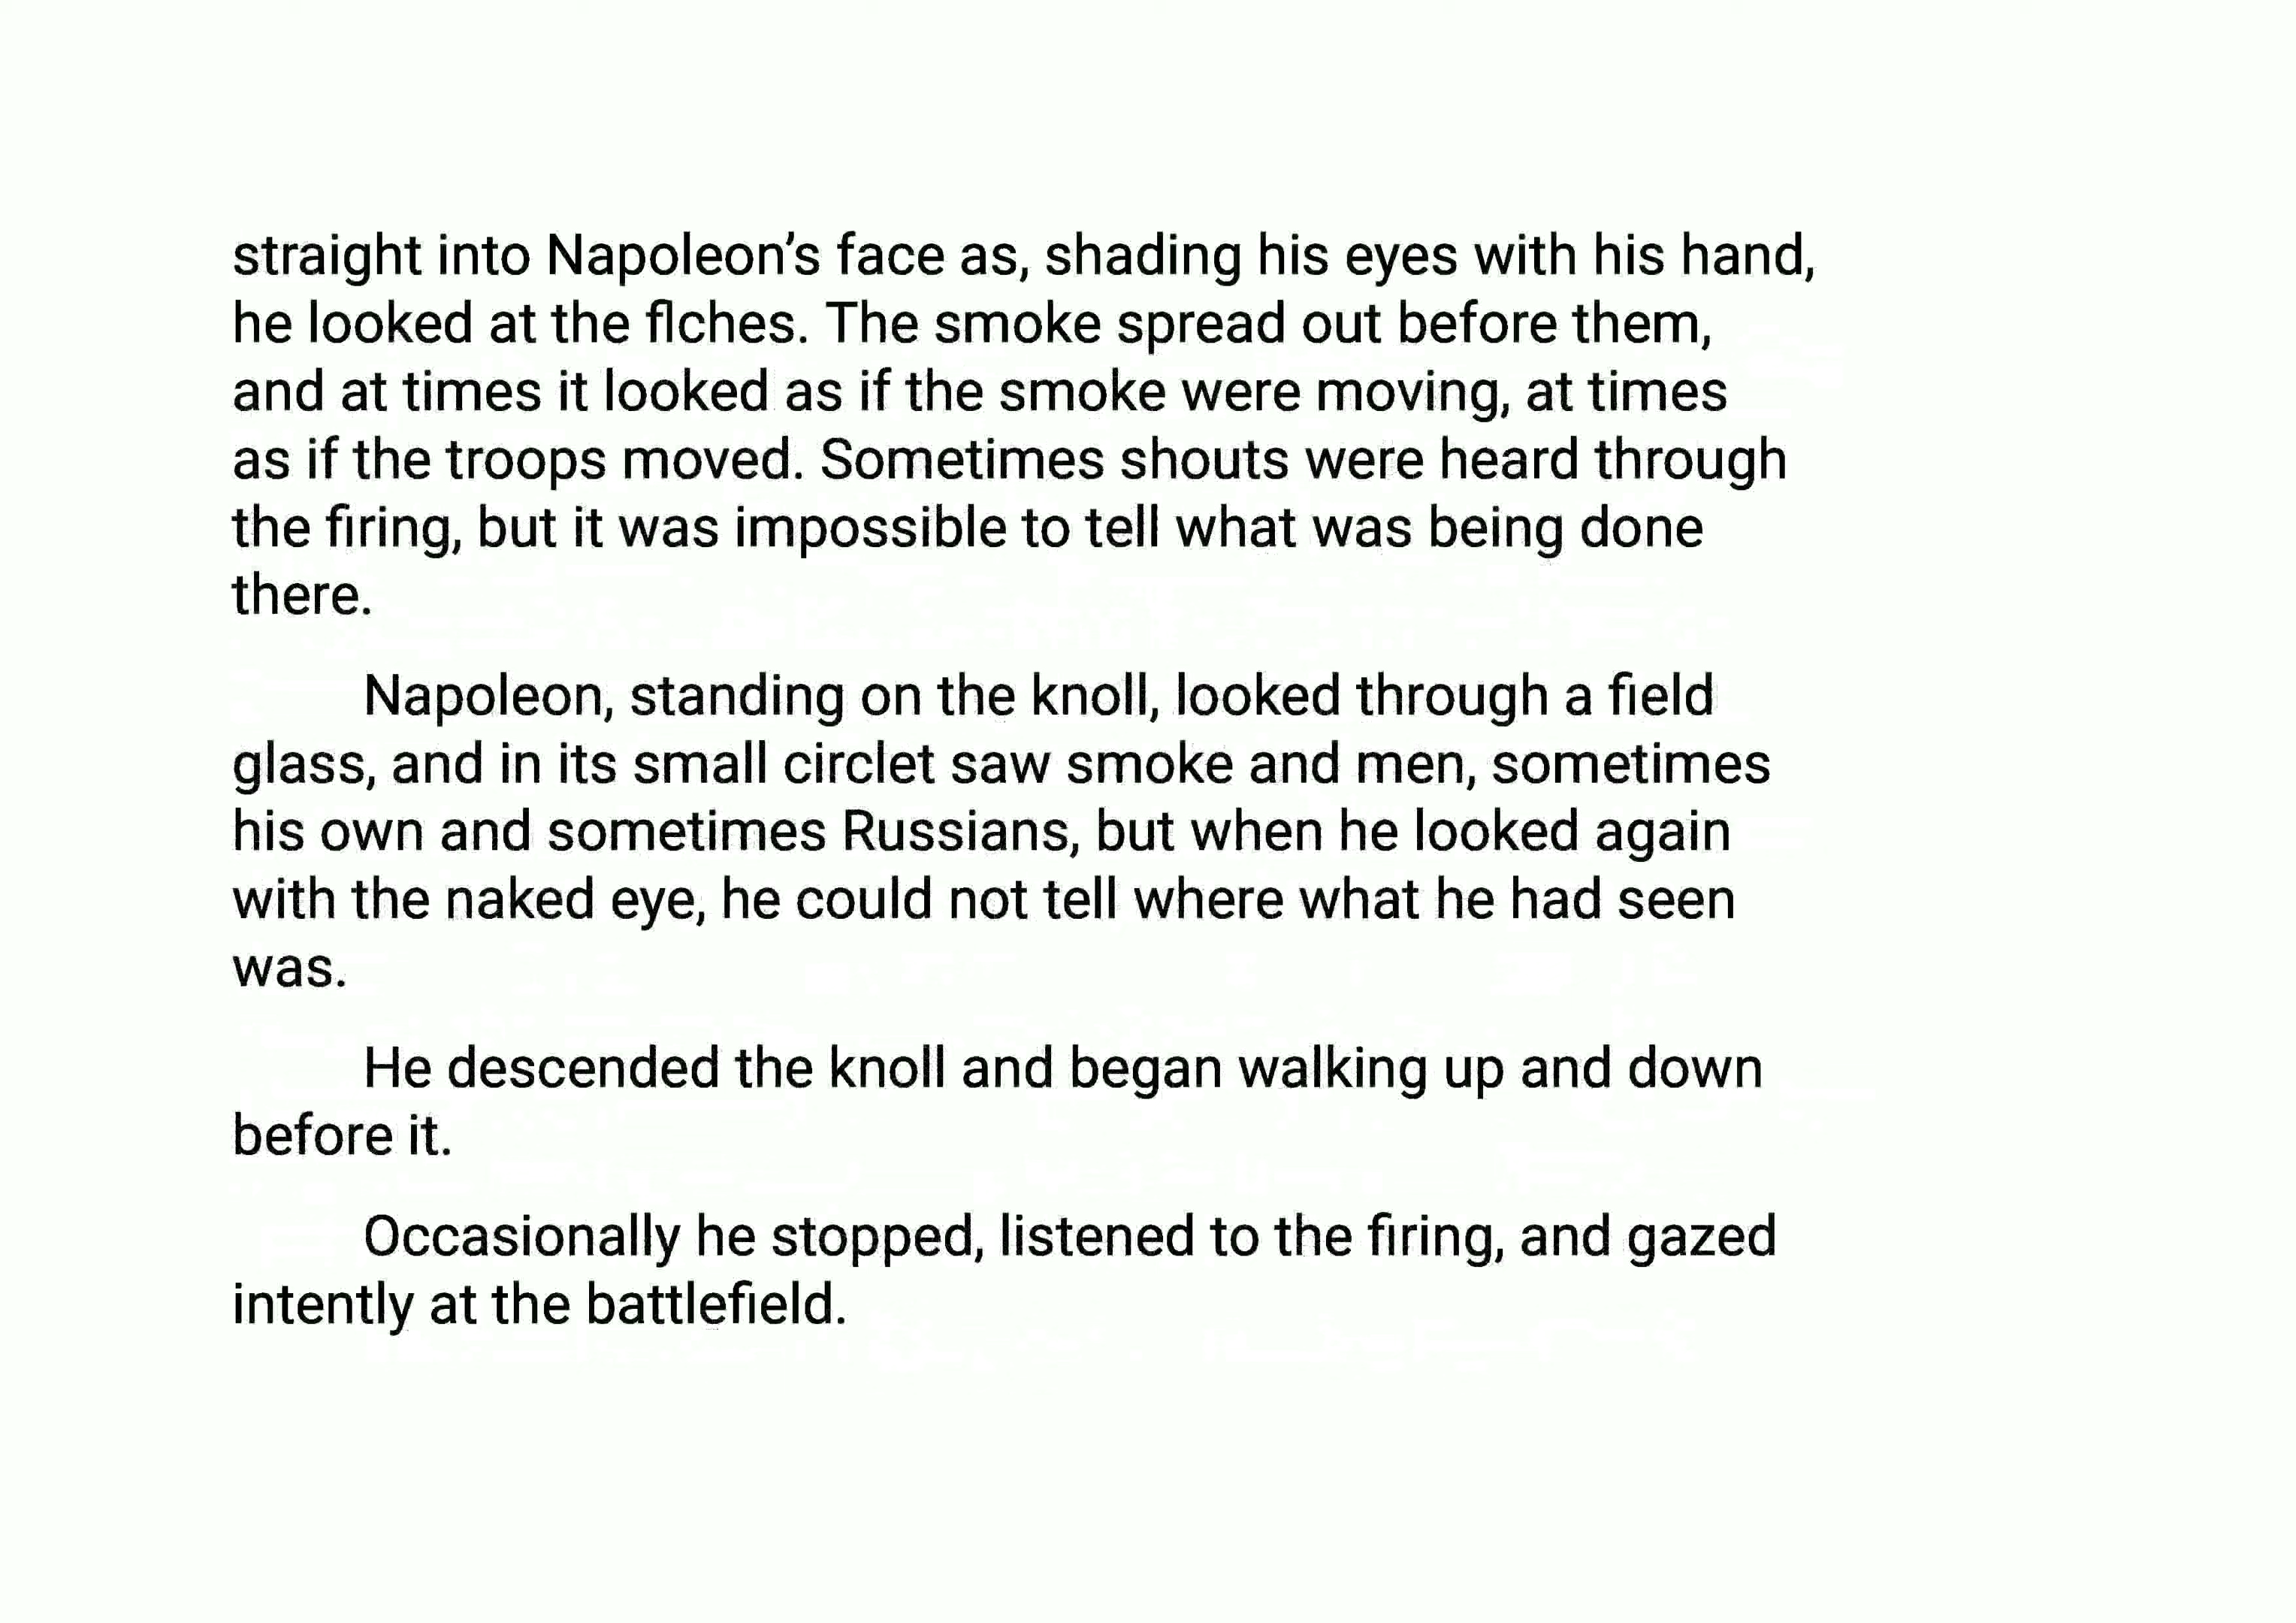 straight into Napoleon’s face as, shading his eyes with his hand,
he looked at the flches. The smoke spread out before them,
and at times it looked as if the smoke were moving, at times
as if the troops moved. Sometimes shouts were heard through
the firing, but it was impossible to tell what was being done
there.
Napoleon, standing on the knoll, looked through a field
glass, and in its small circlet saw smoke and men, sometimes
his own and sometimes Russians, but when he looked again
with the naked eye, he could not tell where what he had seen
was.
He descended the knoll and began walking up and down
before it.
Occasionally he stopped, listened to the firing, and gazed
intently at the battlefield.